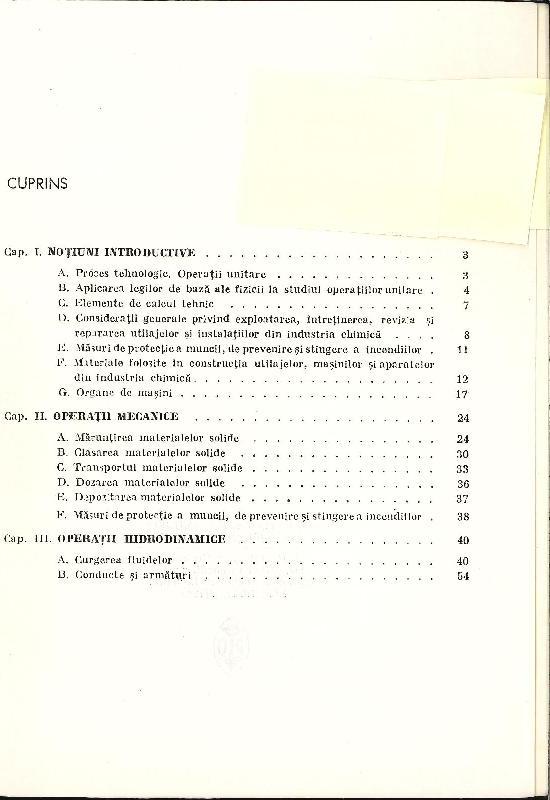 CUPRINS
Cap. I. NOȚIUNI INTRODUCTIVE . . . . . . . . . . . . . . . . . . . . 3
A. Proces tehnologic. Operații unitare . . . . . . . . . . . . . . 3
B. Aplicarea legilor de bază ale fizicii la studiul operațiilor unitare . 4
C. Elemente de calcul tehnic . . . . . . . . . . . . . . . . . . 7
D. Considerații generale privind exploatarea, întreținerea, revizia și
repararea utilajelor și instalațiilor din industria chimică . . . . 8
E. Măsuri de protecție a muncii, de prevenire și stingere a incendiilor . 11
F. Materiale folosite în construcția utilajelor, mașinilor și aparatelor
din industria chimică . . . . . . . . . . . . . . . . . . . . . 12
G. Organe de mașini . . . . . . . . . . . . . . . . . . . . . . 17
Cap. II. OPERAȚII MECANICE . . . . . . . . . . . . . . . . . . . . . 24
A. Mărunțirea materialelor solide . . . . . . . . . . . . . . . . 24
B. Clasarea materialelor solide . . . . . . . . . . . . . . . . . 30
C. Transportul materialelor solide . . . . . . . . . . . . . . . . 33
D. Dozarea materialelor solide . . . . . . . . . . . . . . . . . 36
E. Depozitarea materialelor solide . . . . . . . . . . . . . . . . 37
F. Măsuri de protecție a muncii, de prevenire și stingere a incendiilor . 38
Cap. III. OPERAȚII HIDRODINAMICE . . . . . . . . . . . . . . . . . 40
A. Curgerea fluidelor . . . . . . . . . . . . . . . . . . . . . . 40
B. Conducte și armături . . . . . . . . . . . . . . . . . . . . 54